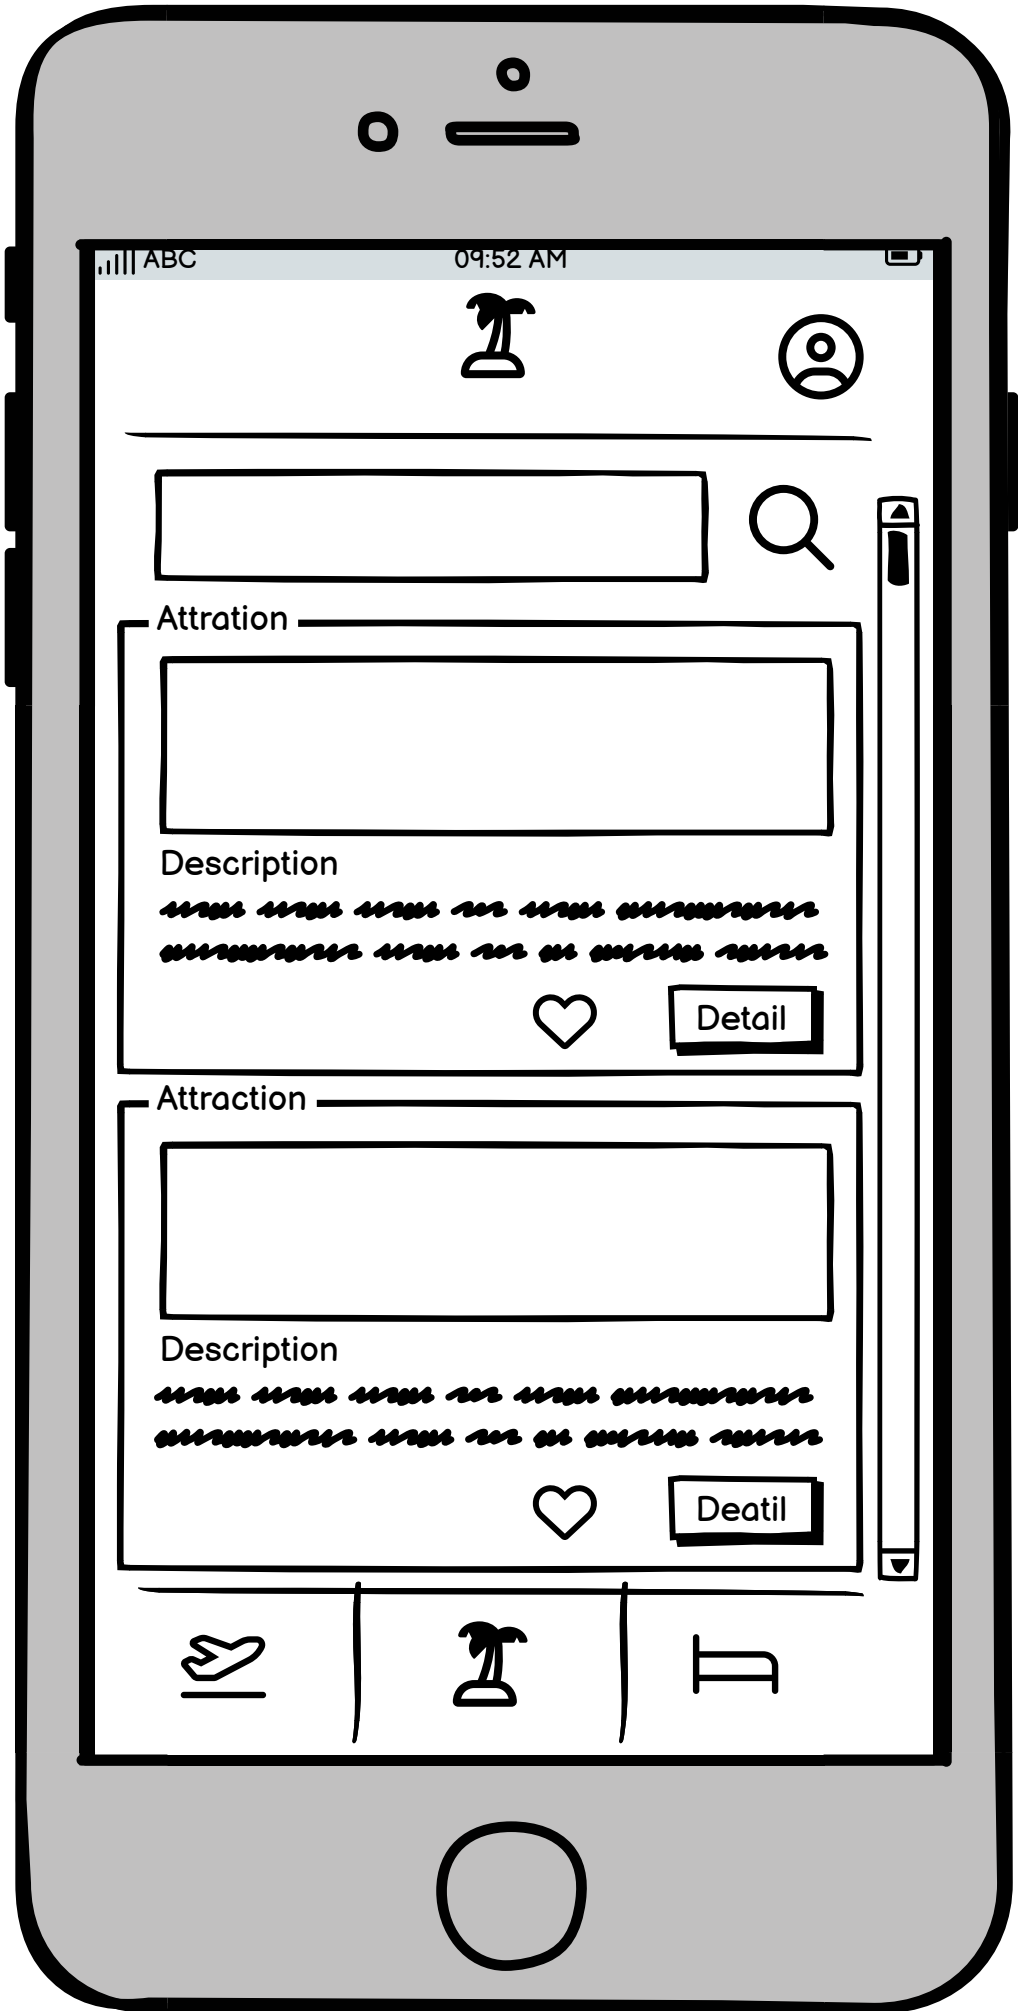 ABC 09:52 AM
Attration
Description
Detail
Attraction
Description
Deatil